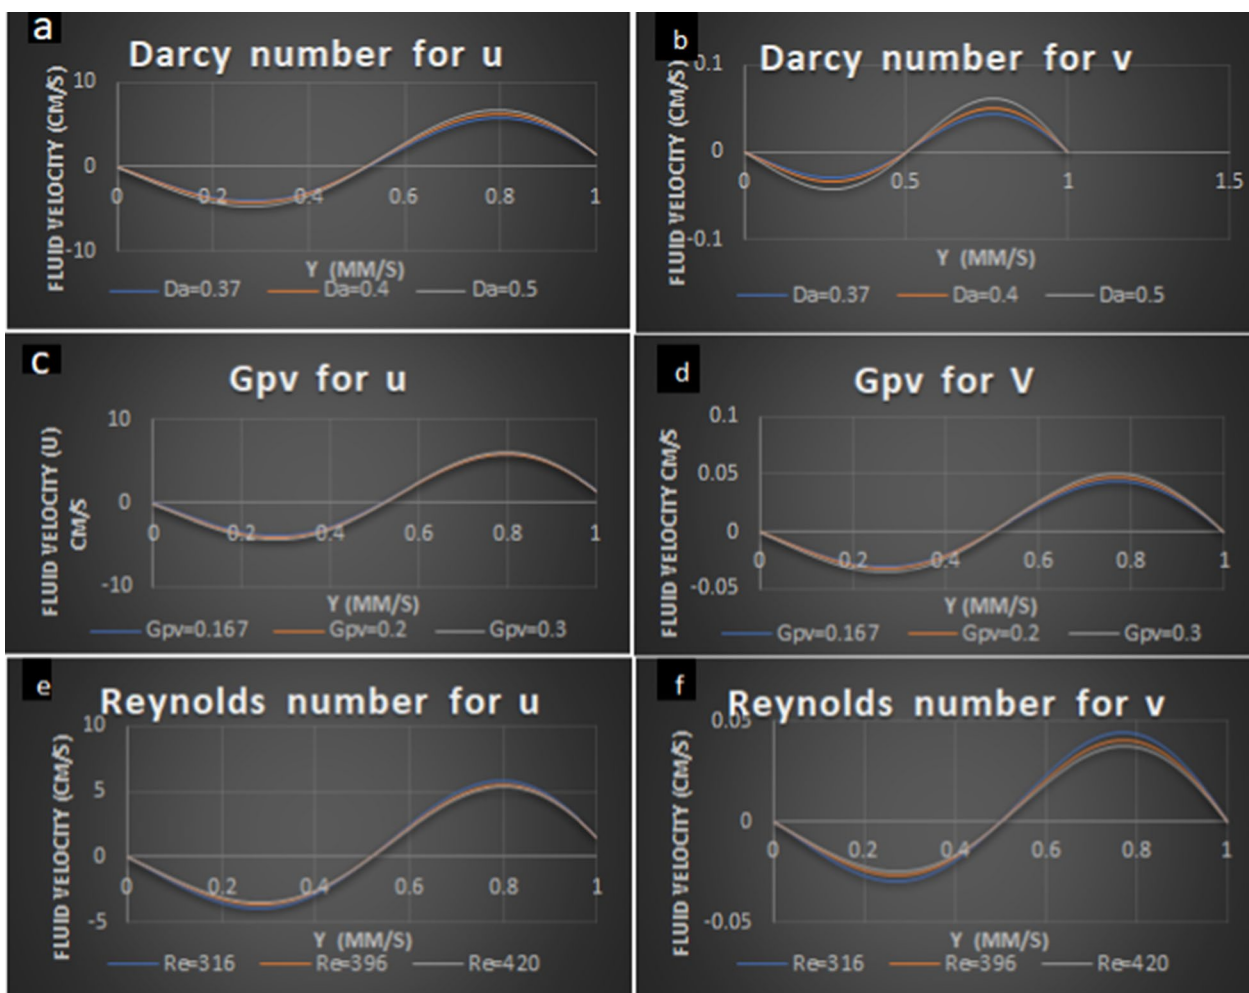 a
Darcy number for u
FLUID VELOCITY (CM/S)
10
0
-10
0 0.2 0.4 0.6 0.8 1
Y (MM/S)
Da=0.37 Da=0.4 Da=0.5
b
Darcy number for v
FLUID VELOCITY (CM/S)
0.1
0
-0.1
0 0.5 1 1.5
Y (MM/S)
Da=0.37 Da=0.4 Da=0.5
c
Gpv for u
FLUID VELOCITY (U)
CM/S
10
0
-10
0 0.2 0.4 0.6 0.8 1
Y (MM/S)
Gpv=0.167 Gpv=0.2 Gpv=0.3
d
Gpv for V
FLUID VELOCITY CM/S
0.1
0.05
0
-0.05
0 0.2 0.4 0.6 0.8 1
Y (MM/S)
Gpv=0.167 Gpv=0.2 Gpv=0.3
e
Reynolds number for u
FLUID VELOCITY (CM/S)
10
5
0
-5
0 0.2 0.4 0.6 0.8 1
Y (MM/S)
Re=316 Re=396 Re=420
f
Reynolds number for v
FLUID VELOCITY (CM/S)
0.05
0
-0.05
0 0.2 0.4 0.6 0.8 1
Y (MM/S)
Re=316 Re=396 Re=420